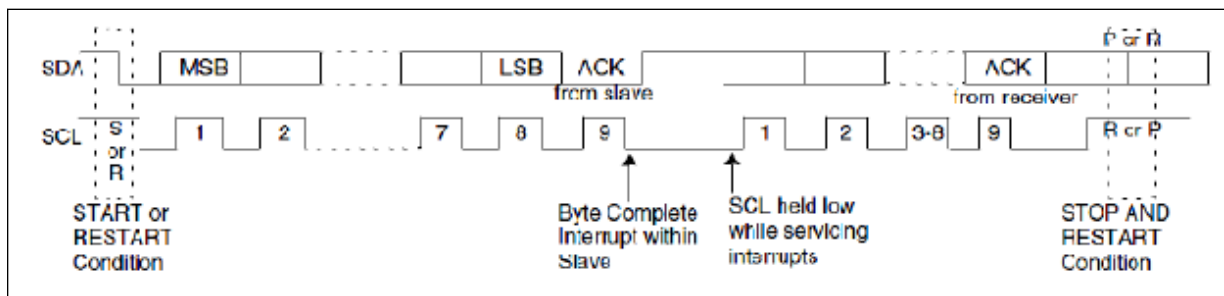 P or R
SDA MSB LSB ACK ACK
from slave from receiver
SCL S or R 1 2 7 8 9 1 2 3-8 9 R or P
START or
RESTART
Condition
Byte Complete
Interrupt within
Slave
SCL held low
while servicing
interrupts
STOP AND
RESTART
Condition